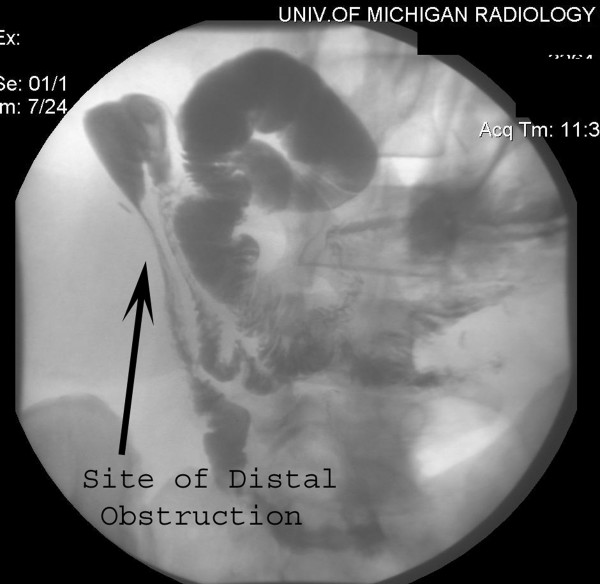 UNIV.OF MICHIGAN RADIOLOGY
Ex:
Se: 01/1
m: 7/24
Acq Tm: 11:3
Site of Distal
Obstruction